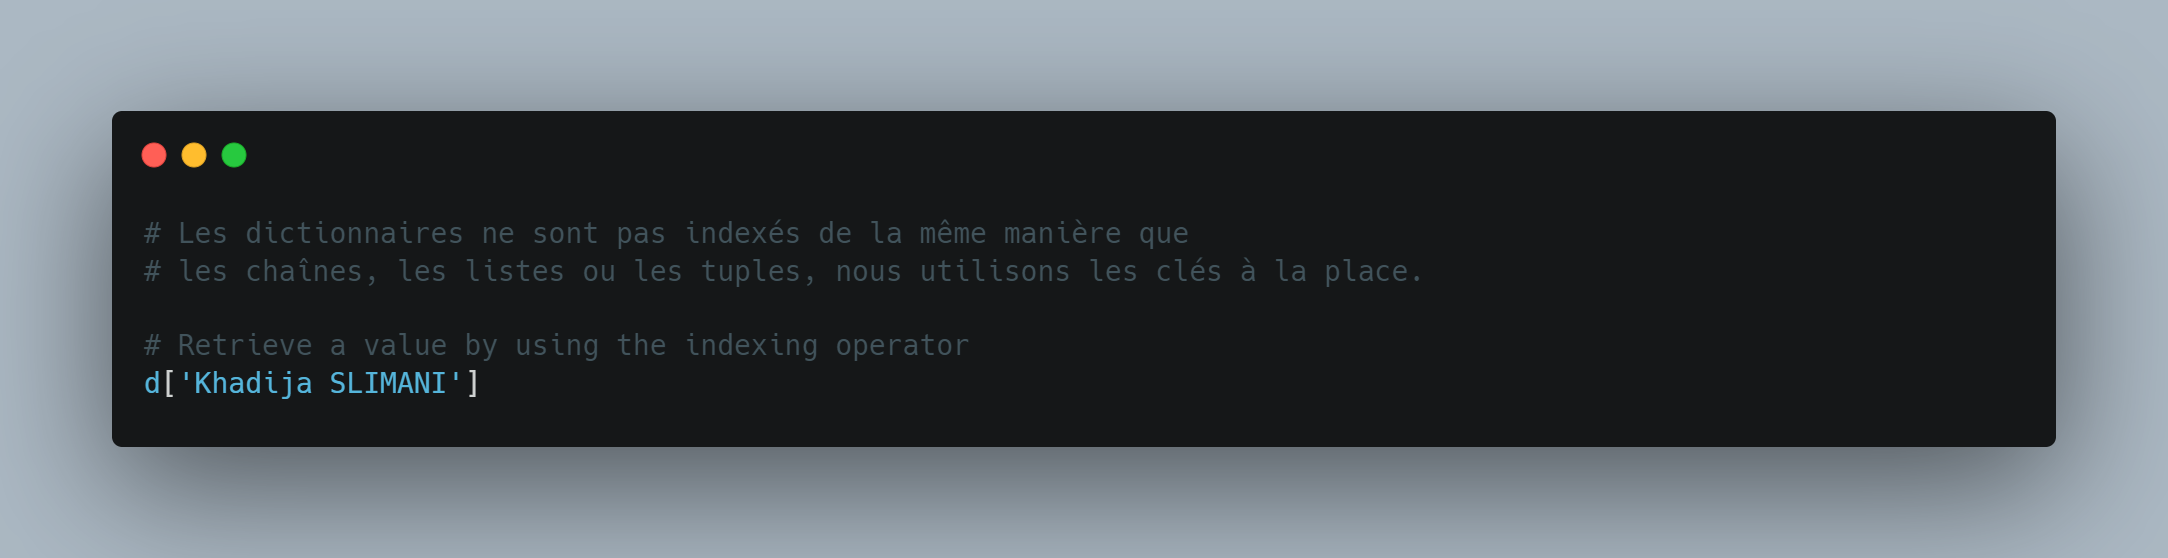 # Les dictionnaires ne sont pas indexés de la même manière que
# les chaînes, les listes ou les tuples, nous utilisons les clés à la place.
# Retrieve a value by using the indexing operator
d['Khadija SLIMANI']